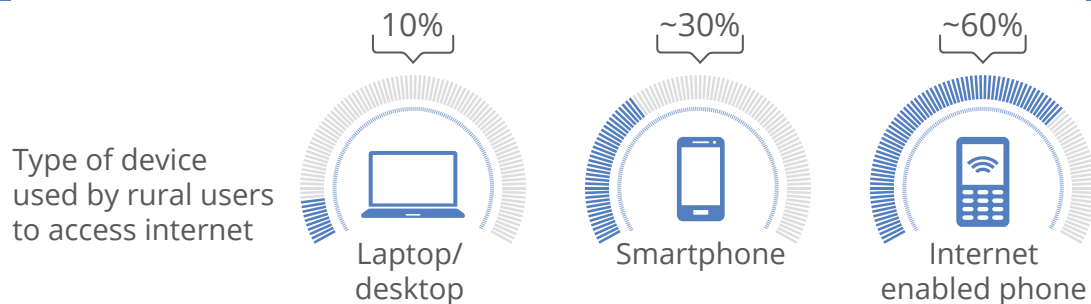 10%
~30%
~60%
Type of device
used by rural users
to access internet
Laptop/
desktop
Smartphone
Internet
enabled phone